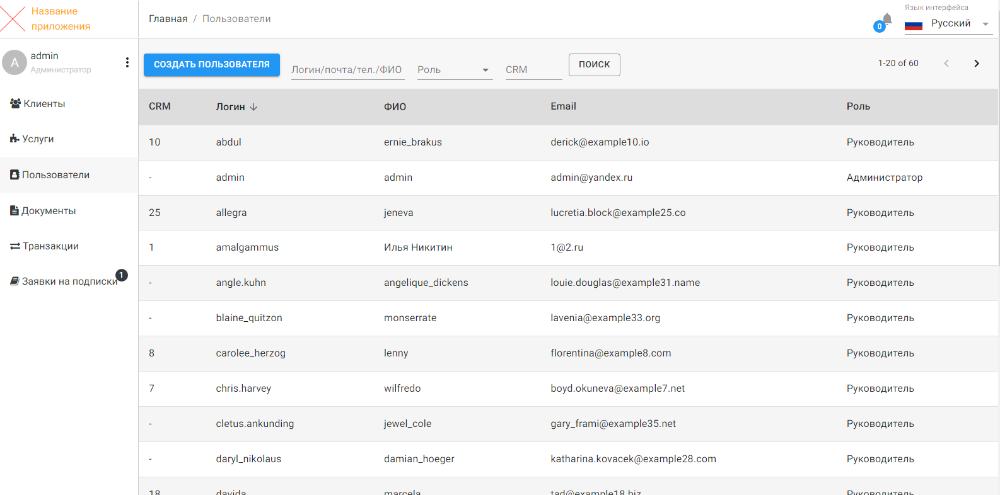 Название
приложения
Главная / Пользователи
0
Язык интерфейса
Русский
A
admin
Администратор
Клиенты
Услуги
Пользователи
Документы
Транзакции
Заявки на подписки 1
СОЗДАТЬ ПОЛЬЗОВАТЕЛЯ Логин/почта/тел./ФИО Роль CRM ПОИСК 1-20 of 60
CRM Логин ФИО Email Роль
10 abdul ernie_brakus derick@example10.io Руководитель
- admin admin admin@yandex.ru Администратор
25 allegra jeneva lucretia.block@example25.co Руководитель
1 amalgammus Илья Никитин 1@2.ru Руководитель
- angle.kuhn angelique_dickens louie.douglas@example31.name Руководитель
- blaine_quitzon monserrate lavenia@example33.org Руководитель
8 carolee_herzog lenny florentina@example8.com Руководитель
7 chris.harvey wilfredo boyd.okuneva@example7.net Руководитель
- cletus.ankunding jewel_cole gary_frami@example35.net Руководитель
- daryl_nikolaus damian_hoeger katharina.kovacek@example28.com Руководитель
18 davida marcela tad@example18.biz Руководитель